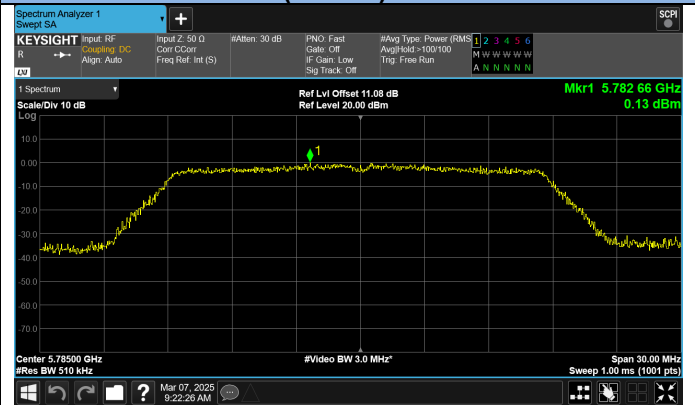 Spectrum Analyzer 1
Swept SA
SCPI
KEYSIGHT Input: RF Input Z: 50 Ω #Atten: 30 dB PNO: Fast #Avg Type: Power (RMS 1 2 3 4 5 6
R Coupling: DC Corr CCorr Gate: Off Avg|Hold:>100/100 M W W W W W
Align: Auto Freq Ref: Int (S) IF Gain: Low Trig: Free Run
LXI Sig Track: Off A N N N N N
1 Spectrum Ref Lvl Offset 11.08 dB Mkr1 5.782 66 GHz
Scale/Div 10 dB Ref Level 20.00 dBm 0.13 dBm
Log
10.0
1
0.00
-10.0
-20.0
-30.0
-40.0
-50.0
-60.0
-70.0
Center 5.78500 GHz #Video BW 3.0 MHz* Span 30.00 MHz
#Res BW 510 kHz Sweep 1.00 ms (1001 pts)
? Mar 07, 2025
9:22:26 AM